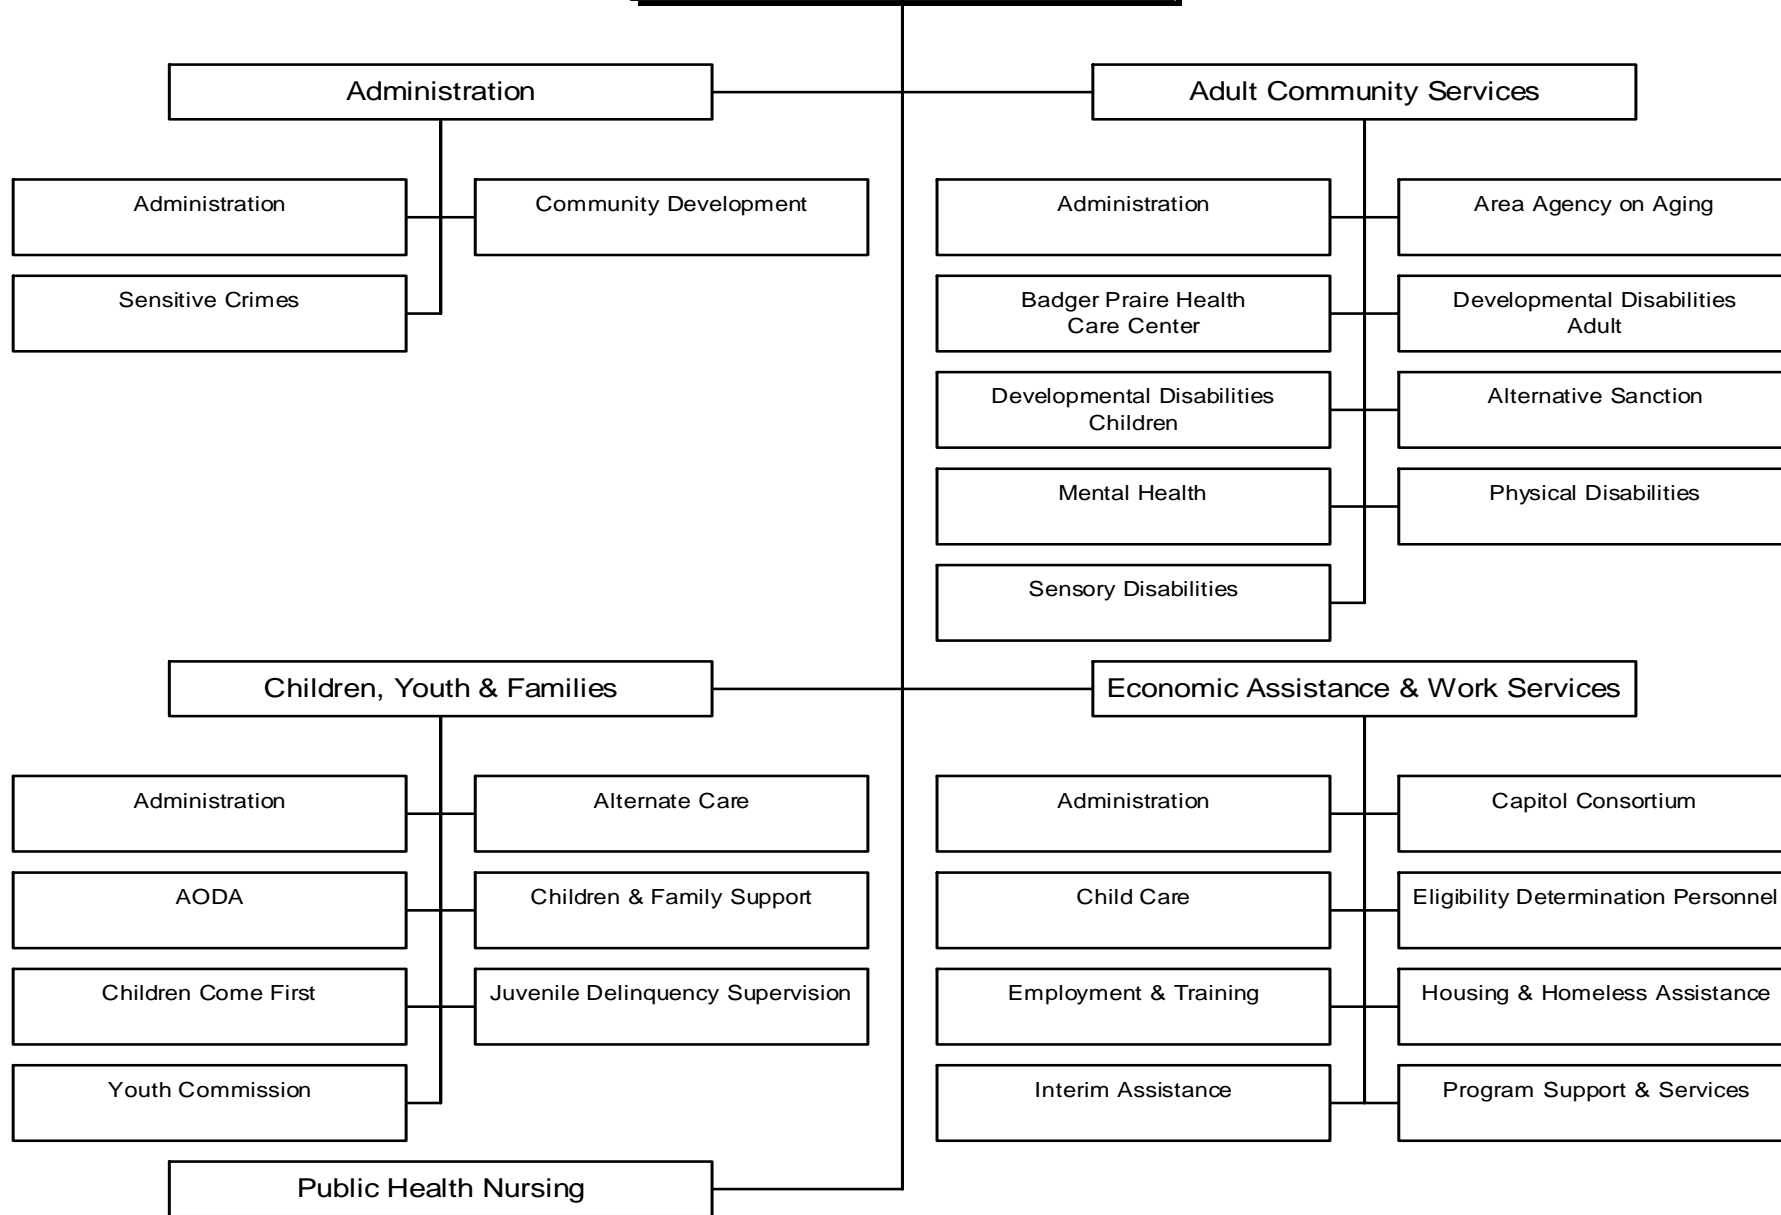 Administration
Adult Community Services
Administration
Community Development
Sensitive Crimes
Administration
Area Agency on Aging
Badger Praire Health
Care Center
Developmental Disabilities
Adult
Developmental Disabilities
Children
Alternative Sanction
Mental Health
Physical Disabilities
Sensory Disabilities
Children, Youth & Families
Economic Assistance & Work Services
Administration
Alternate Care
AODA
Children & Family Support
Children Come First
Juvenile Delinquency Supervision
Youth Commission
Administration
Capitol Consortium
Child Care
Eligibility Determination Personnel
Employment & Training
Housing & Homeless Assistance
Interim Assistance
Program Support & Services
Public Health Nursing